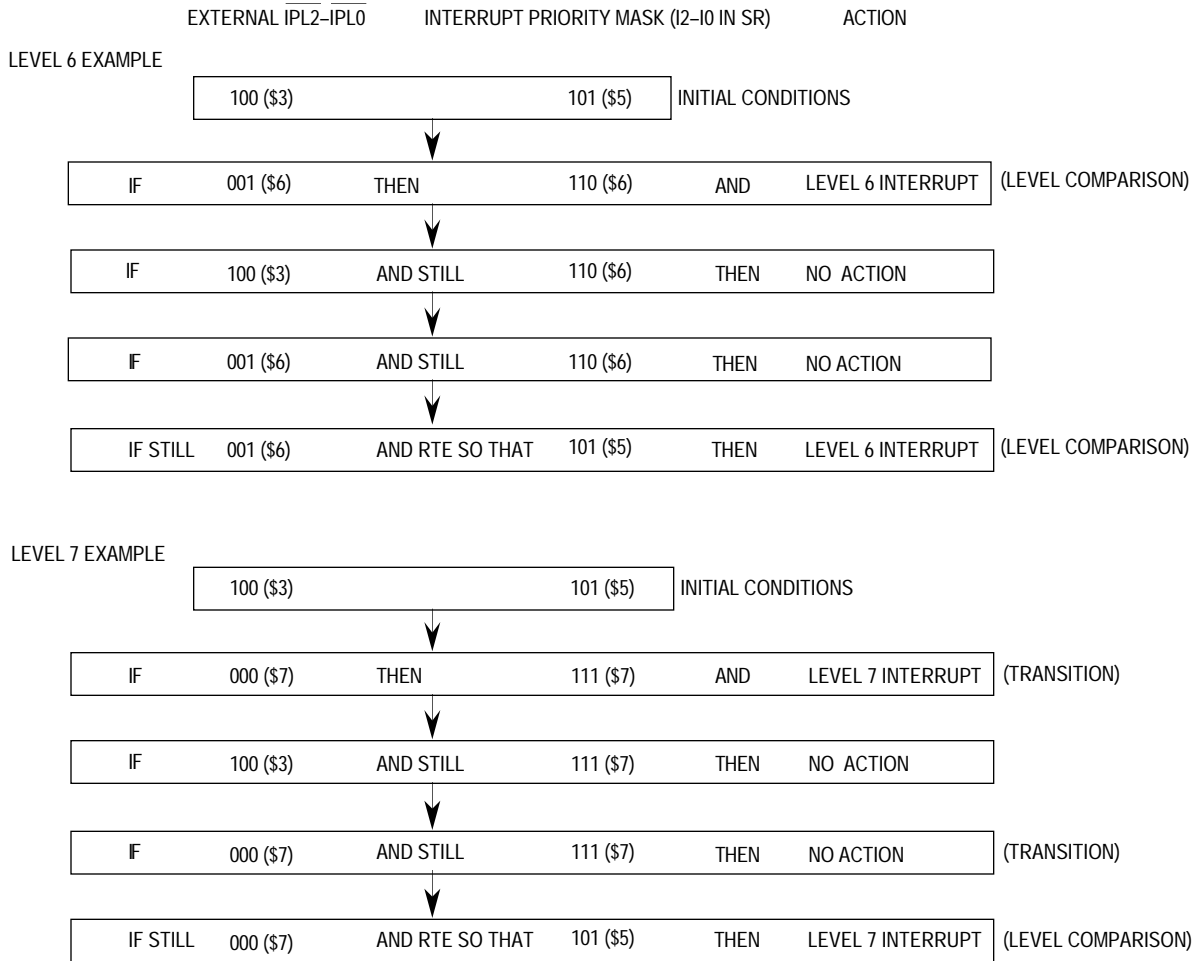 EXTERNAL IPL2–IPL0 INTERRUPT PRIORITY MASK (I2–I0 IN SR) ACTION
LEVEL 6 EXAMPLE
100 ($3) 101 ($5) INITIAL CONDITIONS
IF 001 ($6) THEN 110 ($6) AND LEVEL 6 INTERRUPT (LEVEL COMPARISON)
IF 100 ($3) AND STILL 110 ($6) THEN NO ACTION
IF 001 ($6) AND STILL 110 ($6) THEN NO ACTION
IF STILL 001 ($6) AND RTE SO THAT 101 ($5) THEN LEVEL 6 INTERRUPT (LEVEL COMPARISON)
LEVEL 7 EXAMPLE
100 ($3) 101 ($5) INITIAL CONDITIONS
IF 000 ($7) THEN 111 ($7) AND LEVEL 7 INTERRUPT (TRANSITION)
IF 100 ($3) AND STILL 111 ($7) THEN NO ACTION
IF 000 ($7) AND STILL 111 ($7) THEN NO ACTION (TRANSITION)
IF STILL 000 ($7) AND RTE SO THAT 101 ($5) THEN LEVEL 7 INTERRUPT (LEVEL COMPARISON)